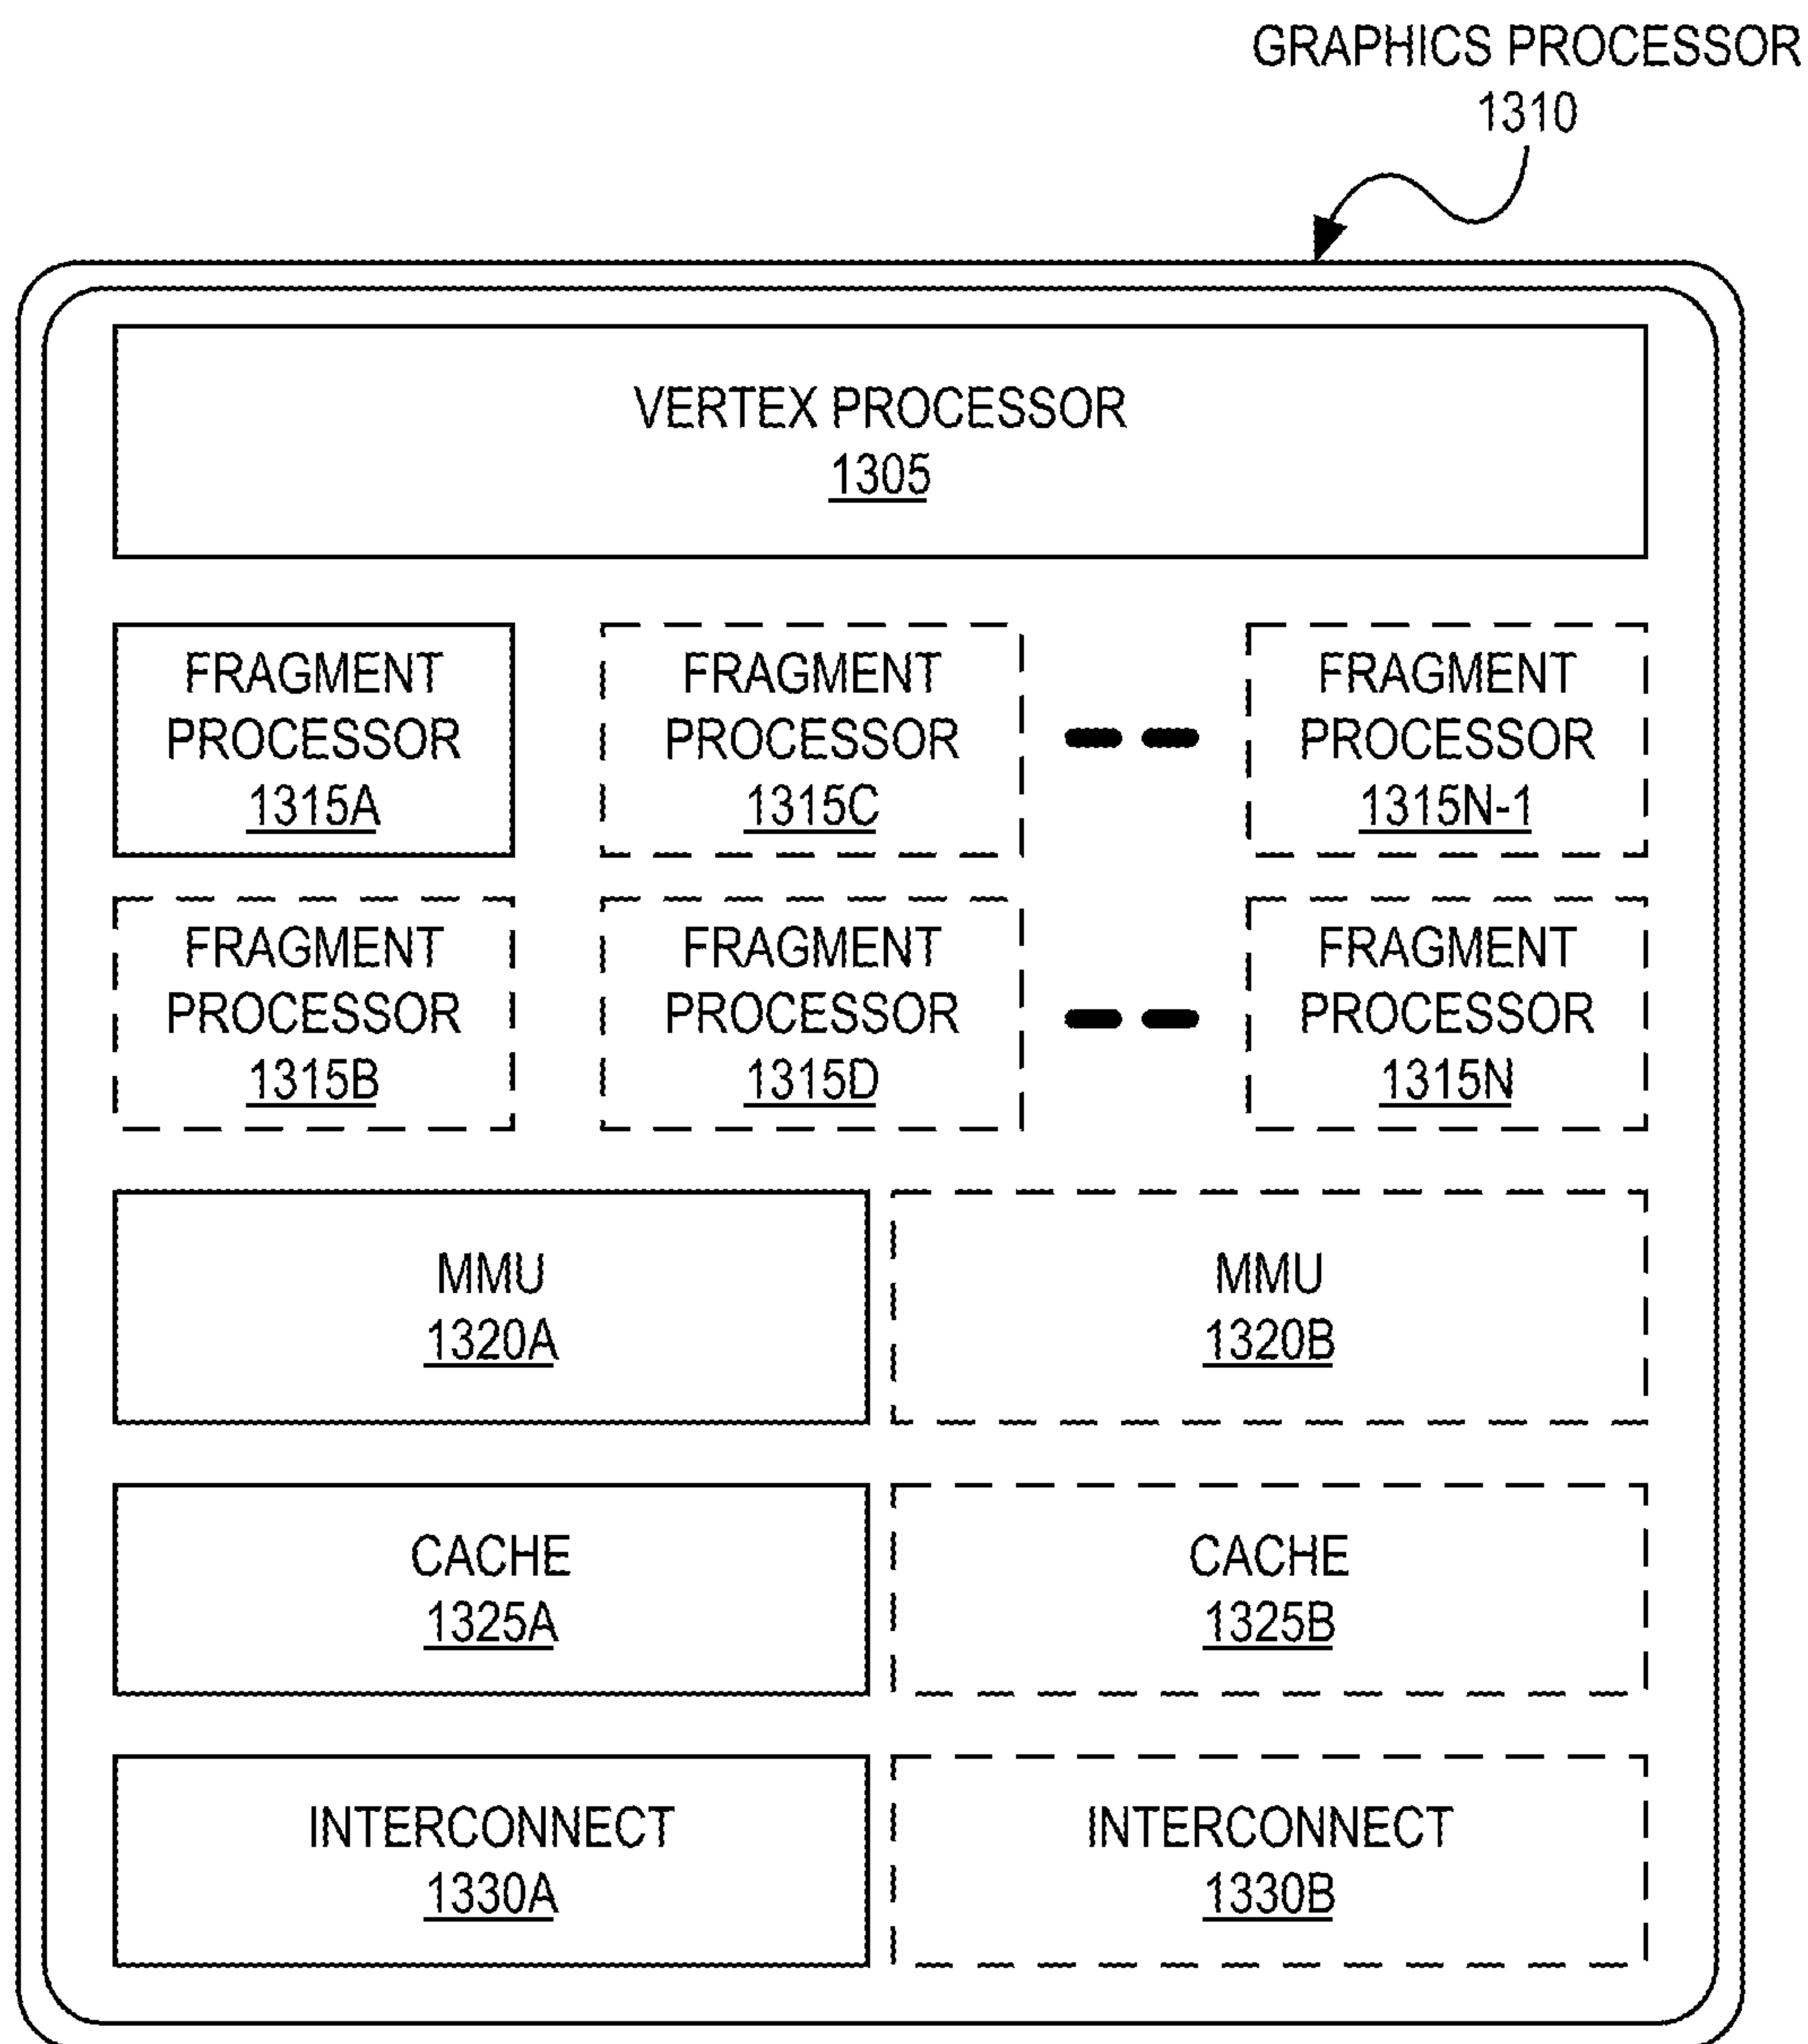 GRAPHICS PROCESSOR
1310
VERTEX PROCESSOR
1305
FRAGMENT
PROCESSOR
1315A
FRAGMENT
PROCESSOR
1315C
FRAGMENT
PROCESSOR
1315N-1
FRAGMENT
PROCESSOR
1315B
FRAGMENT
PROCESSOR
1315D
FRAGMENT
PROCESSOR
1315N
MMU
1320A
MMU
1320B
CACHE
1325A
CACHE
1325B
INTERCONNECT
1330A
INTERCONNECT
1330B